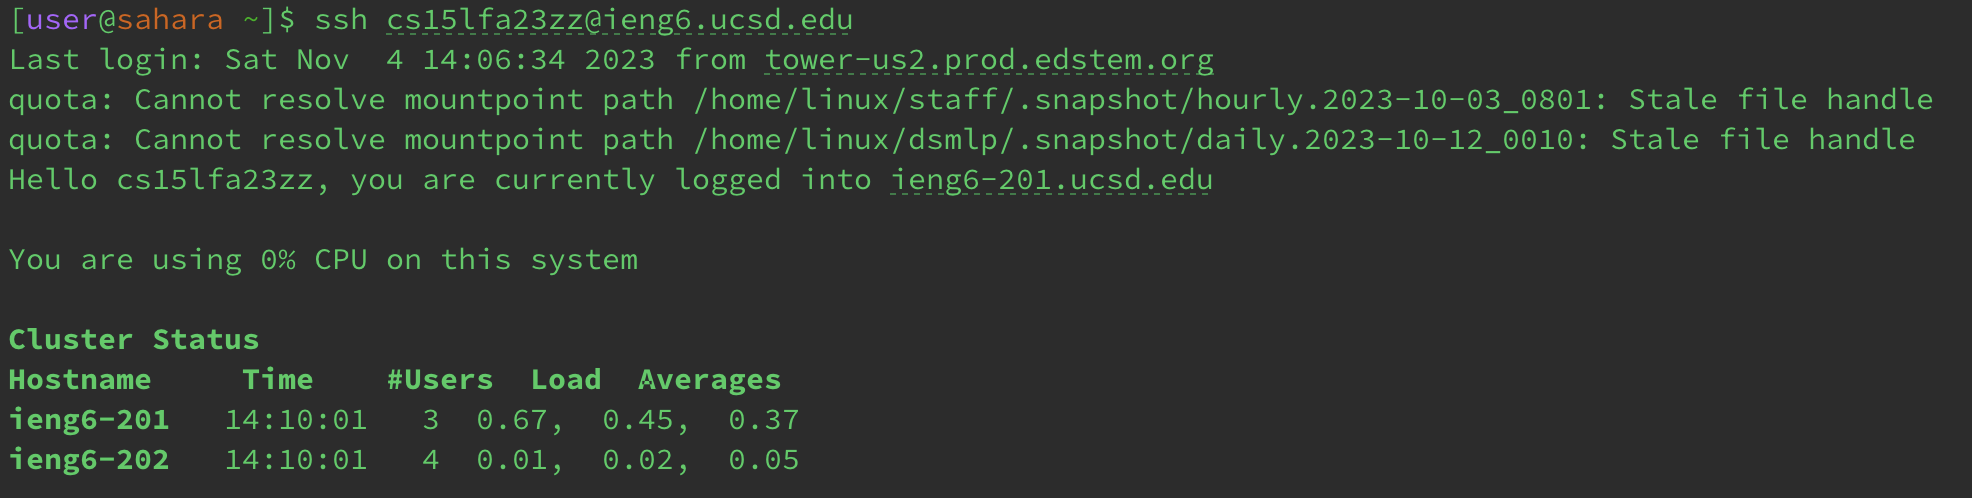 [user@sahara ~]$ ssh cs15lfa23zz@ieng6.ucsd.edu
Last login: Sat Nov  4 14:06:34 2023 from tower-us2.prod.edstem.org
quota: Cannot resolve mountpoint path /home/linux/staff/.snapshot/hourly.2023-10-03_0801: Stale file handle
quota: Cannot resolve mountpoint path /home/linux/dsmlp/.snapshot/daily.2023-10-12_0010: Stale file handle
Hello cs15lfa23zz, you are currently logged into ieng6-201.ucsd.edu
You are using 0% CPU on this system
Cluster Status
Hostname     Time    #Users  Load  Averages
ieng6-201   14:10:01   3  0.67,  0.45,  0.37
ieng6-202   14:10:01   4  0.01,  0.02,  0.05